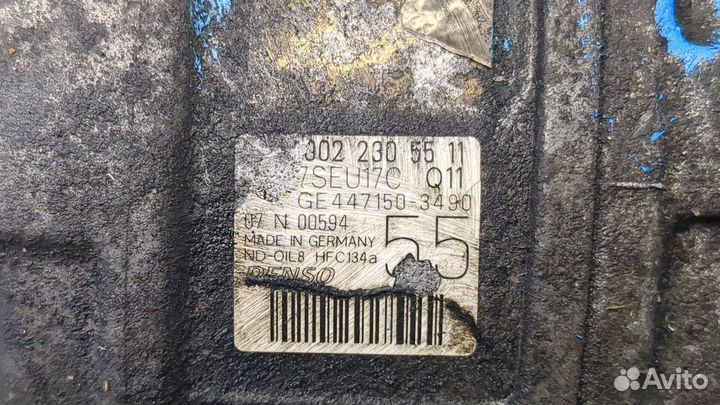 002 230 55 11
7SEU17C Q11
GE447150-3490
07 N 00594
55
MADE IN GERMANY
ND-OIL8 HFC134a
DENSO
Avito